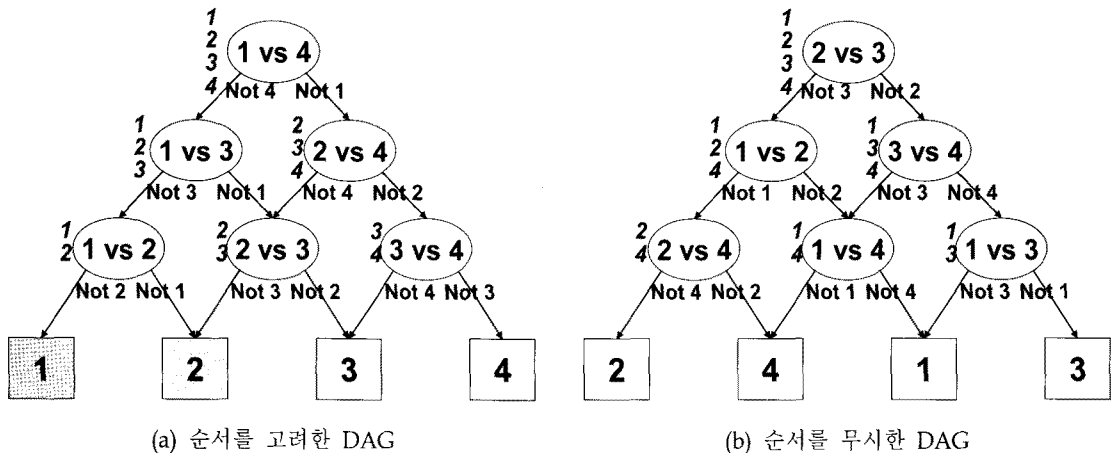 1
2
3
4
1 vs 4
Not 4 Not 1
1
2
3
1 vs 3
2
3
4
2 vs 4
Not 3 Not 1 Not 4 Not 2
1
2
1 vs 2
2
3
2 vs 3
3
4
3 vs 4
Not 2 Not 1 Not 3 Not 2 Not 4 Not 3
1 2 3 4
(a) 순서를 고려한 DAG
1
2
3
4
2 vs 3
Not 3 Not 2
1
2
4
1 vs 2
1
3
4
3 vs 4
Not 1 Not 2 Not 3 Not 4
2
4
2 vs 4
1
4
1 vs 4
1
3
1 vs 3
Not 4 Not 2 Not 1 Not 4 Not 3 Not 1
2 4 1 3
(b) 순서를 무시한 DAG